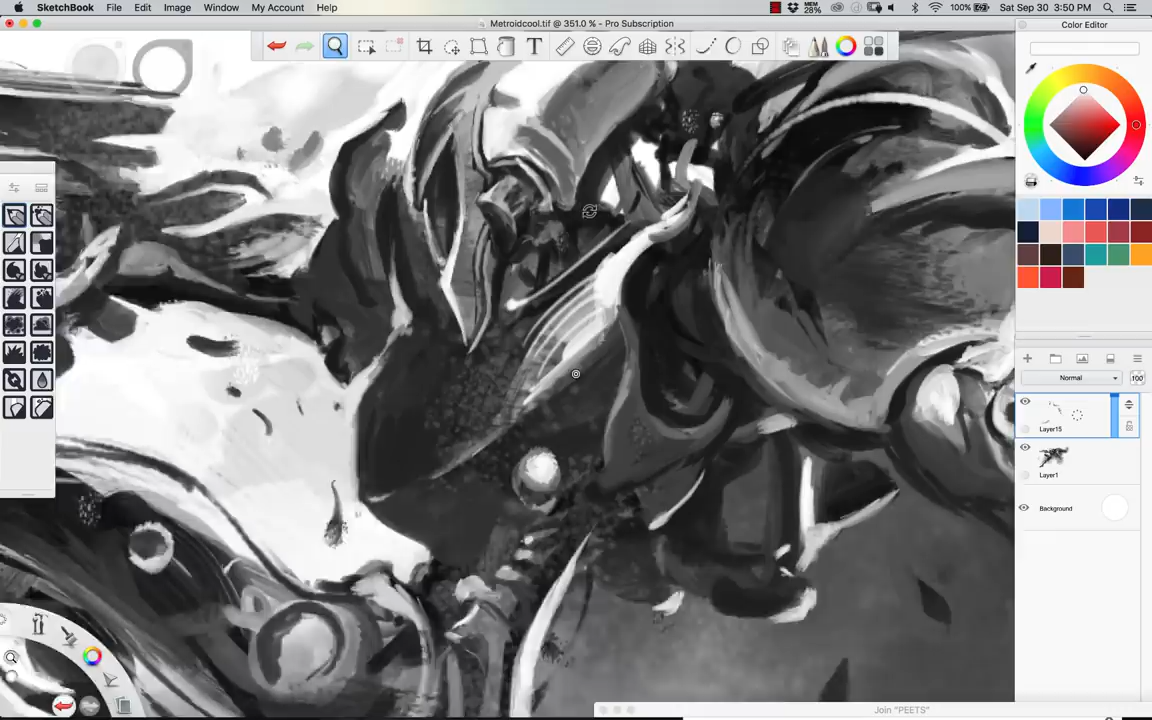 SketchBook File Edit Image Window My Account Help
MEM 28% 100% Sat Sep 30 3:50 PM
Metroidcool.tif @ 351.0 % - Pro Subscription
T
Color Editor
Normal 100
Layer15
Layer1
Background
Join "PEETS"